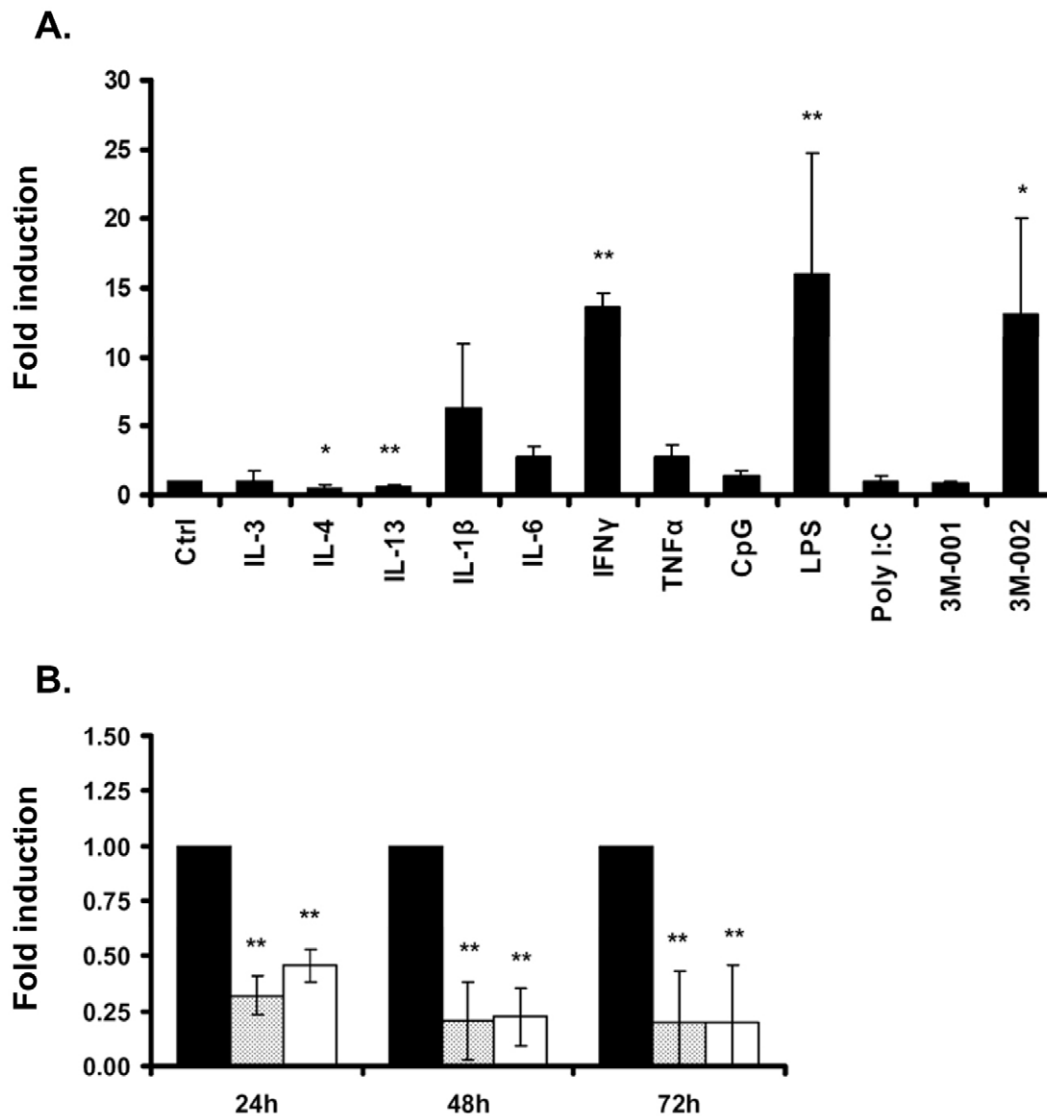 A.
Fold induction
30
25
20
15
10
5
0
**
*
**
*
**
Ctrl
IL-3
IL-4
IL-13
IL-1β
IL-6
IFNγ
TNFα
CpG
LPS
Poly I:C
3M-001
3M-002
B.
Fold induction
1.50
1.25
1.00
0.75
0.50
0.25
0.00
** **
** **
** **
24h 48h 72h